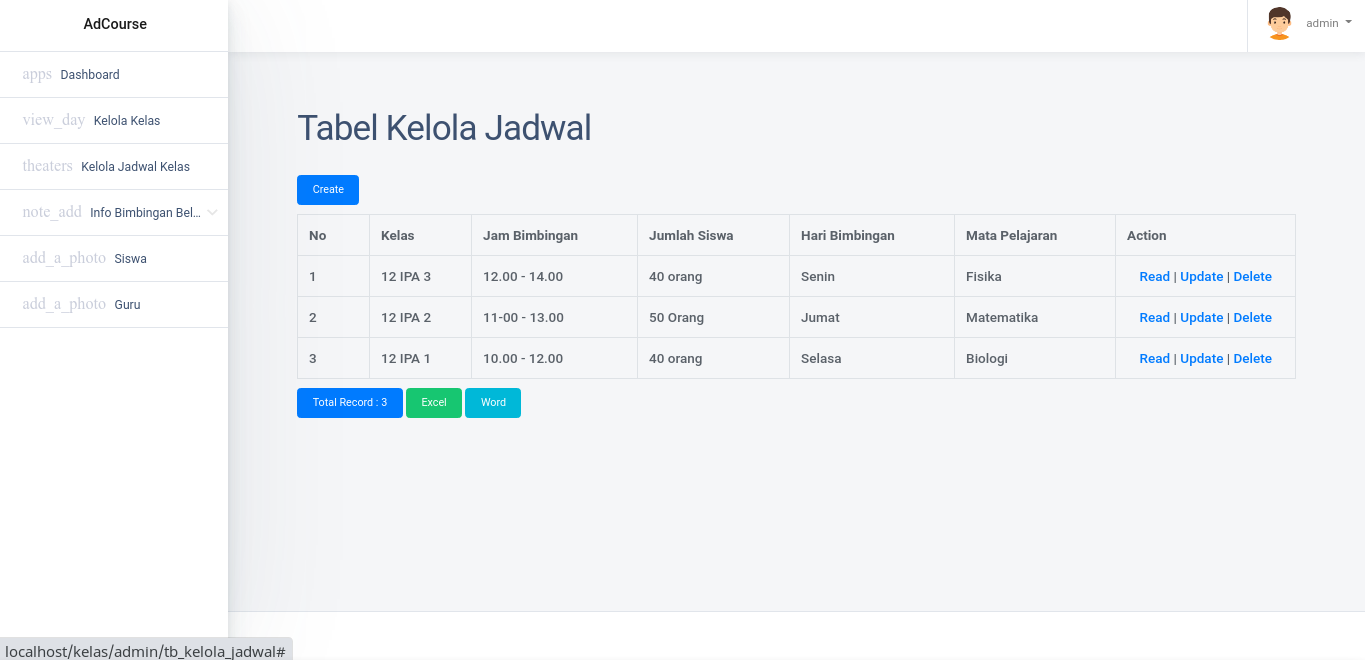 AdCourse
admin
apps Dashboard
view_day Kelola Kelas
theaters Kelola Jadwal Kelas
note_add Info Bimbingan Bel...
add_a_photo Siswa
add_a_photo Guru
Tabel Kelola Jadwal
Create
No Kelas Jam Bimbingan Jumlah Siswa Hari Bimbingan Mata Pelajaran Action
1 12 IPA 3 12.00 - 14.00 40 orang Senin Fisika Read | Update | Delete
2 12 IPA 2 11-00 - 13.00 50 Orang Jumat Matematika Read | Update | Delete
3 12 IPA 1 10.00 - 12.00 40 orang Selasa Biologi Read | Update | Delete
Total Record : 3 Excel Word
localhost/kelas/admin/tb_kelola_jadwal#